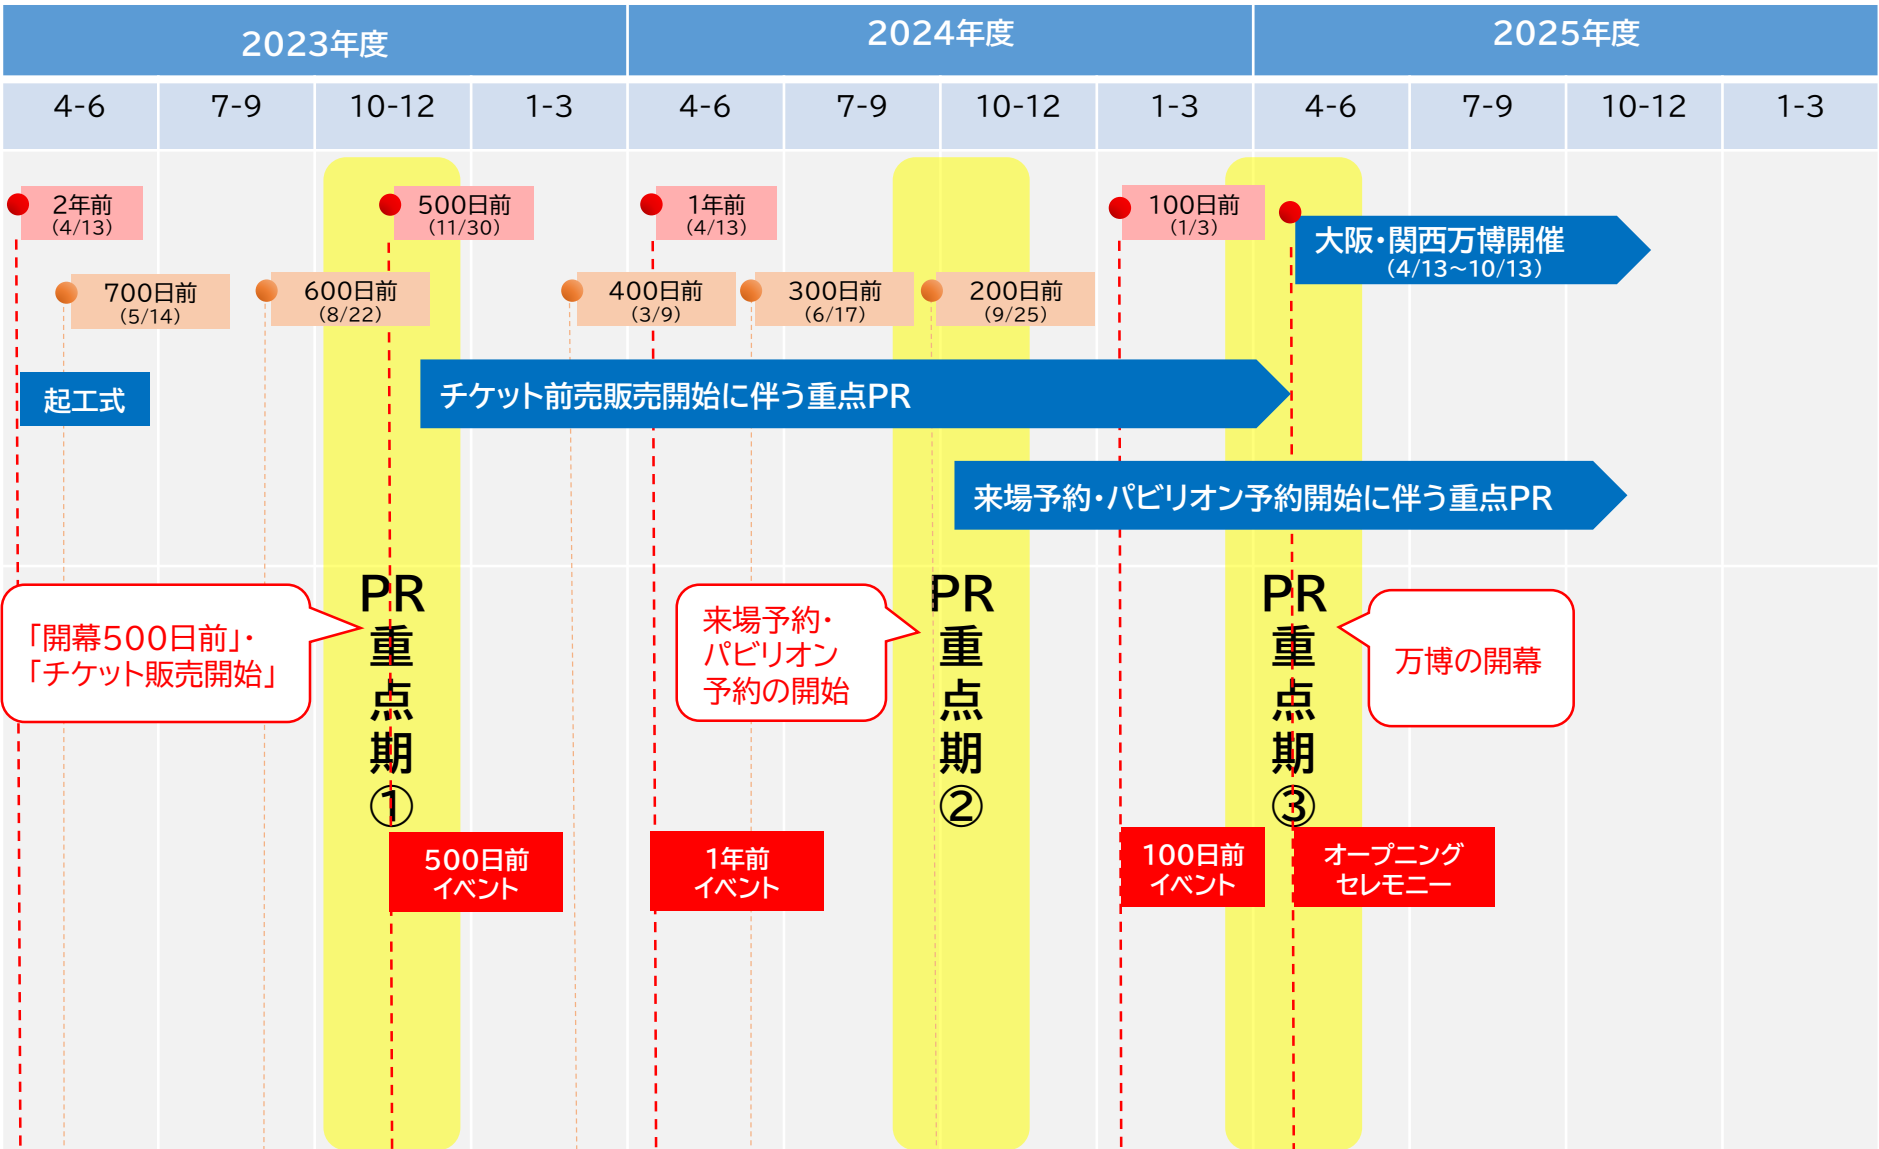 2023年度
2024年度
2025年度
4-6
7-9
10-12
1-3
4-6
7-9
10-12
1-3
4-6
7-9
10-12
1-3
2年前
（4/13）
500日前
（11/30）
1年前
（4/13）
100日前
（1/3）
大阪・関西万博開催
（4/13～10/13）
700日前
（5/14）
600日前
（8/22）
400日前
（3/9）
300日前
（6/17）
200日前
（9/25）
起工式
チケット前売販売開始に伴う重点PR
来場予約・パビリオン予約開始に伴う重点PR
「開幕500日前」・
「チケット販売開始」
PR
重
点
期
①
来場予約・
パビリオン
予約の開始
PR
重
点
期
②
PR
重
点
期
③
万博の開幕
500日前
イベント
1年前
イベント
100日前
イベント
オープニング
セレモニー